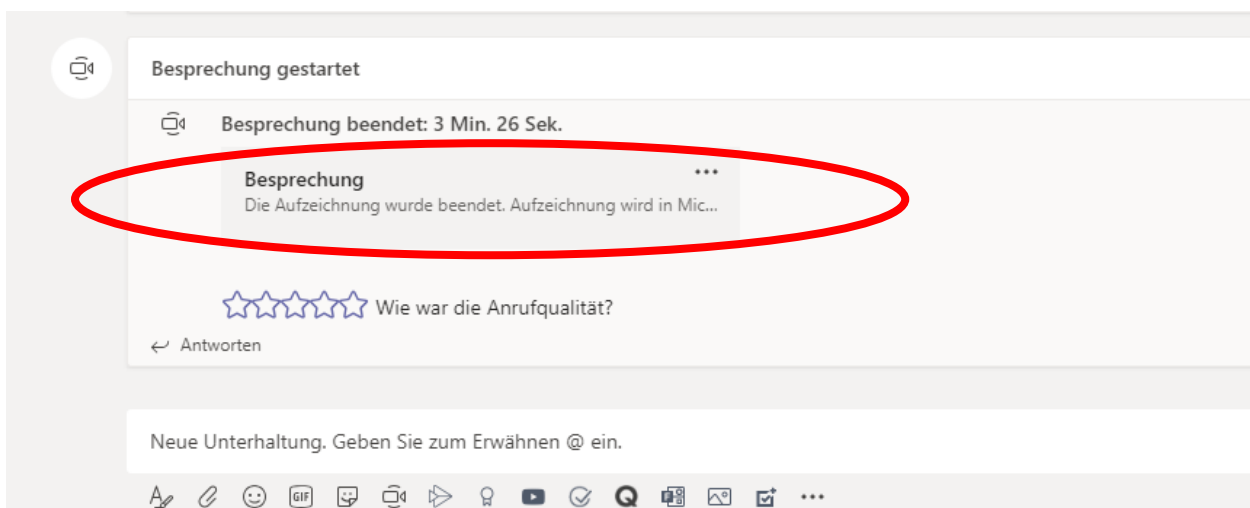 Besprechung gestartet
Besprechung beendet: 3 Min. 26 Sek.
Besprechung
Die Aufzeichnung wurde beendet. Aufzeichnung wird in Mic...
Wie war die Anrufqualität?
Antworten
Neue Unterhaltung. Geben Sie zum Erwähnen @ ein.
GIF